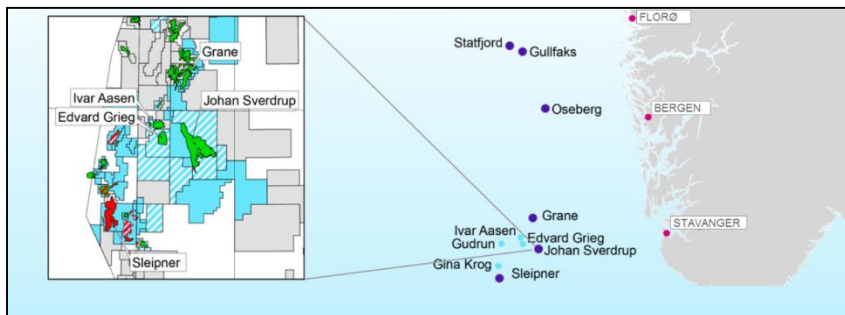 Grane
Ivar Aasen
Johan Sverdrup
Edvard Grieg
Sleipner
FLORØ
Statfjord
Gullfaks
BERGEN
Oseberg
Grane
Ivar Aasen
Edvard Grieg
STAVANGER
Gudrun
Johan Sverdrup
Gina Krog
Sleipner